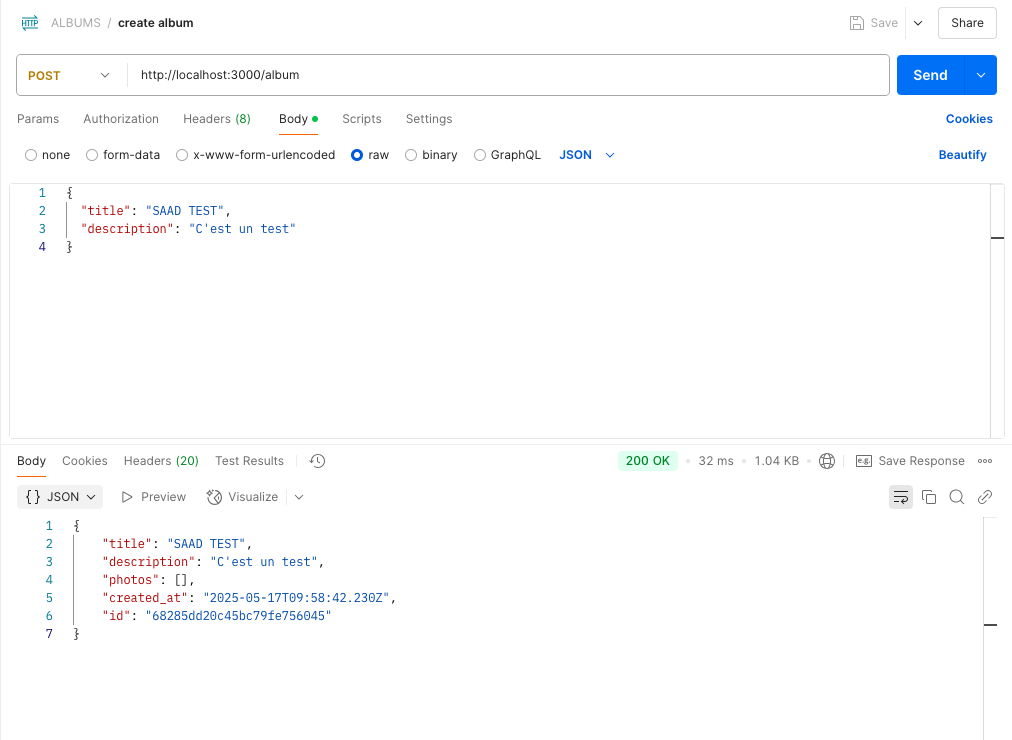 HTTP ALBUMS / create album Save Share
POST http://localhost:3000/album Send
Params Authorization Headers (8) Body Scripts Settings Cookies
none form-data x-www-form-urlencoded raw binary GraphQL JSON Beautify
1 {
2 "title": "SAAD TEST",
3 "description": "C'est un test"
4 }
Body Cookies Headers (20) Test Results 200 OK • 32 ms • 1.04 KB • e.g. Save Response
{} JSON Preview Visualize
1 {
2 "title": "SAAD TEST",
3 "description": "C'est un test",
4 "photos": [],
5 "created_at": "2025-05-17T09:58:42.230Z",
6 "id": "68285dd20c45bc79fe756045"
7 }